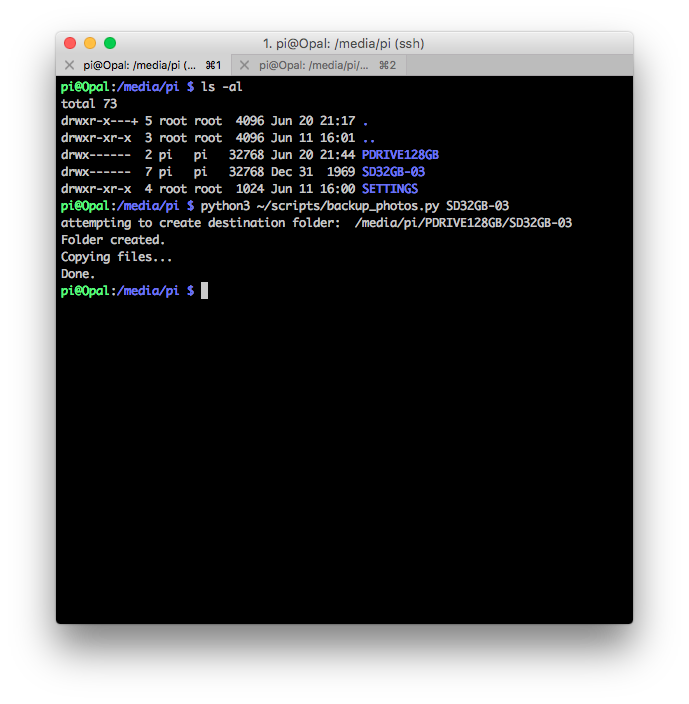 1. pi@Opal: /media/pi (ssh)
pi@Opal: /media/pi (... ⌘1 pi@Opal: /media/pi/... ⌘2
pi@Opal:/media/pi $ ls -al
total 73
drwxr-x---+ 5 root root  4096 Jun 20 21:17 .
drwxr-xr-x  3 root root  4096 Jun 11 16:01 ..
drwx------  2 pi   pi   32768 Jun 20 21:44 PDRIVE128GB
drwx------  7 pi   pi   32768 Dec 31  1969 SD32GB-03
drwxr-xr-x  4 root root  1024 Jun 11 16:00 SETTINGS
pi@Opal:/media/pi $ python3 ~/scripts/backup_photos.py SD32GB-03
attempting to create destination folder:  /media/pi/PDRIVE128GB/SD32GB-03
Folder created.
Copying files...
Done.
pi@Opal:/media/pi $